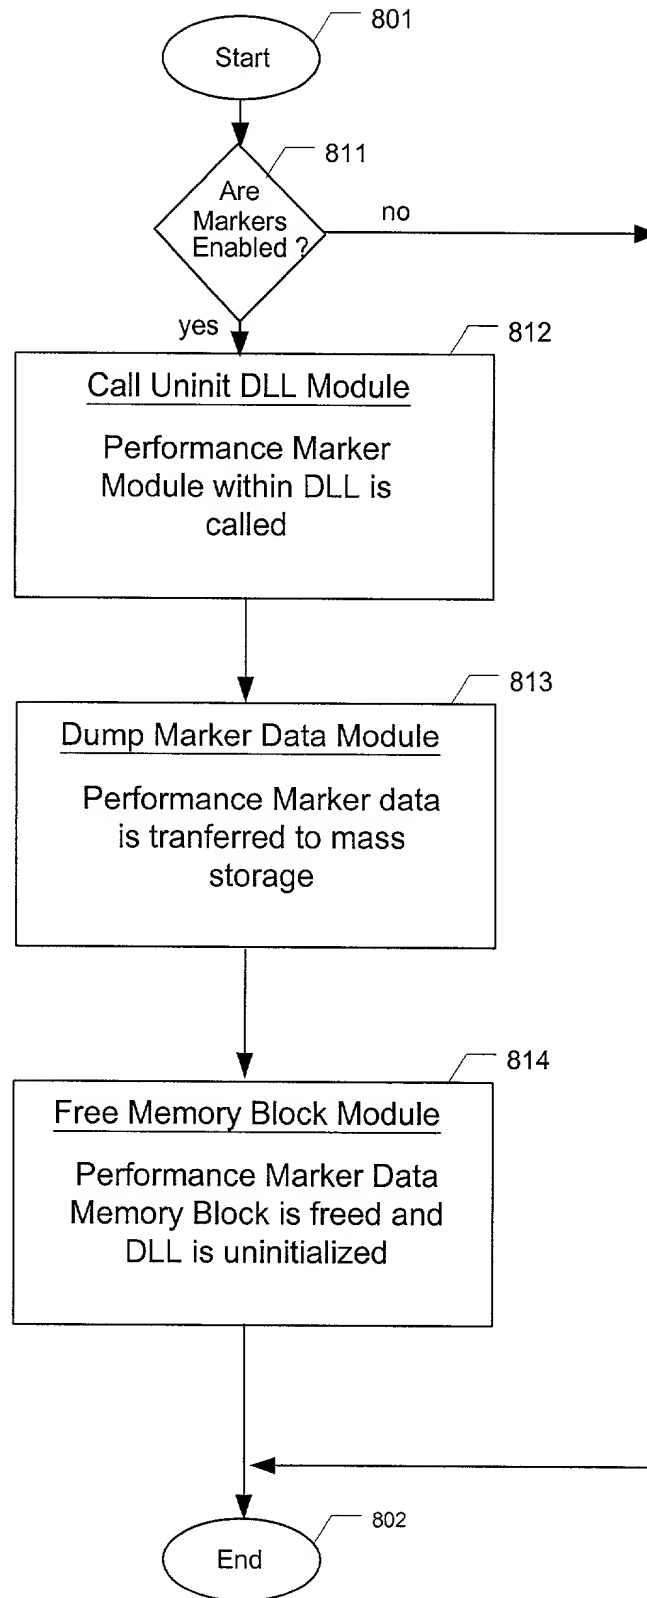 801
Start
811
Are
Markers
Enabled ?
no
yes
812
Call Uninit DLL Module
Performance Marker
Module within DLL is
called
813
Dump Marker Data Module
Performance Marker data
is tranferred to mass
storage
814
Free Memory Block Module
Performance Marker Data
Memory Block is freed and
DLL is uninitialized
802
End